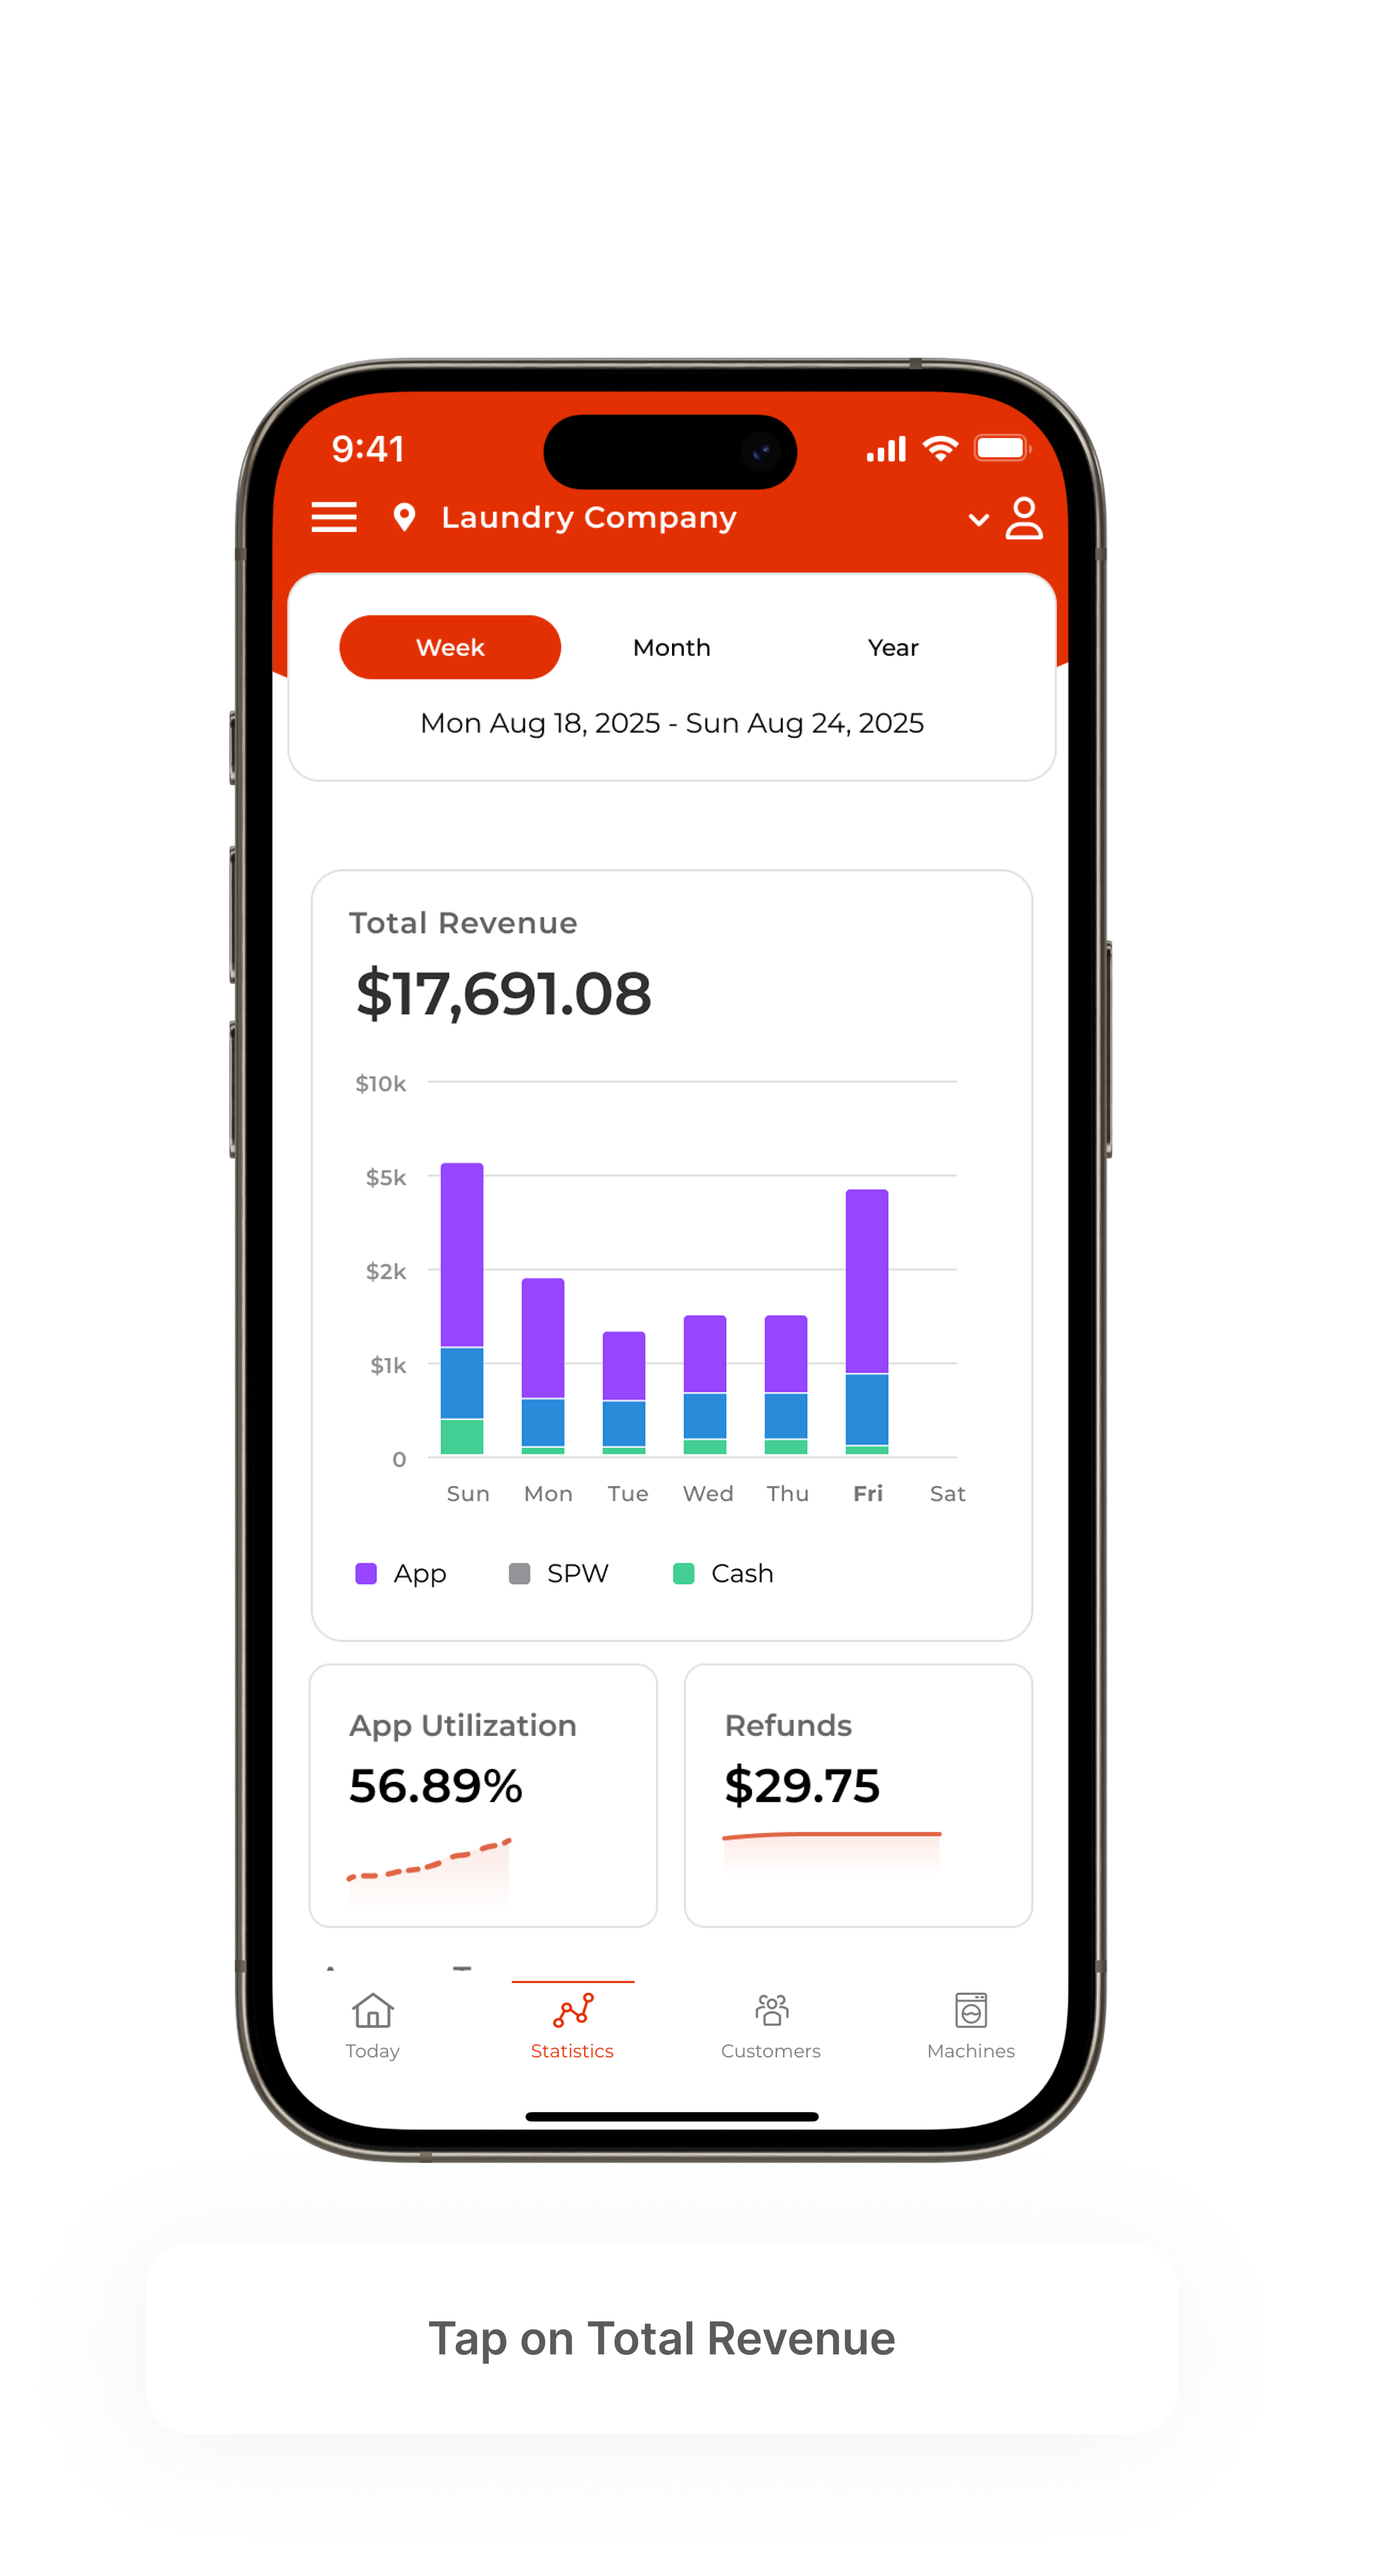 9:41
Laundry Company
Week Month Year
Mon Aug 18, 2025 - Sun Aug 24, 2025
Total Revenue
$17,691.08
$10k
$5k
$2k
$1k
0
Sun Mon Tue Wed Thu Fri Sat
App SPW Cash
App Utilization Refunds
56.89% $29.75
Today Statistics Customers Machines
Tap on Total Revenue